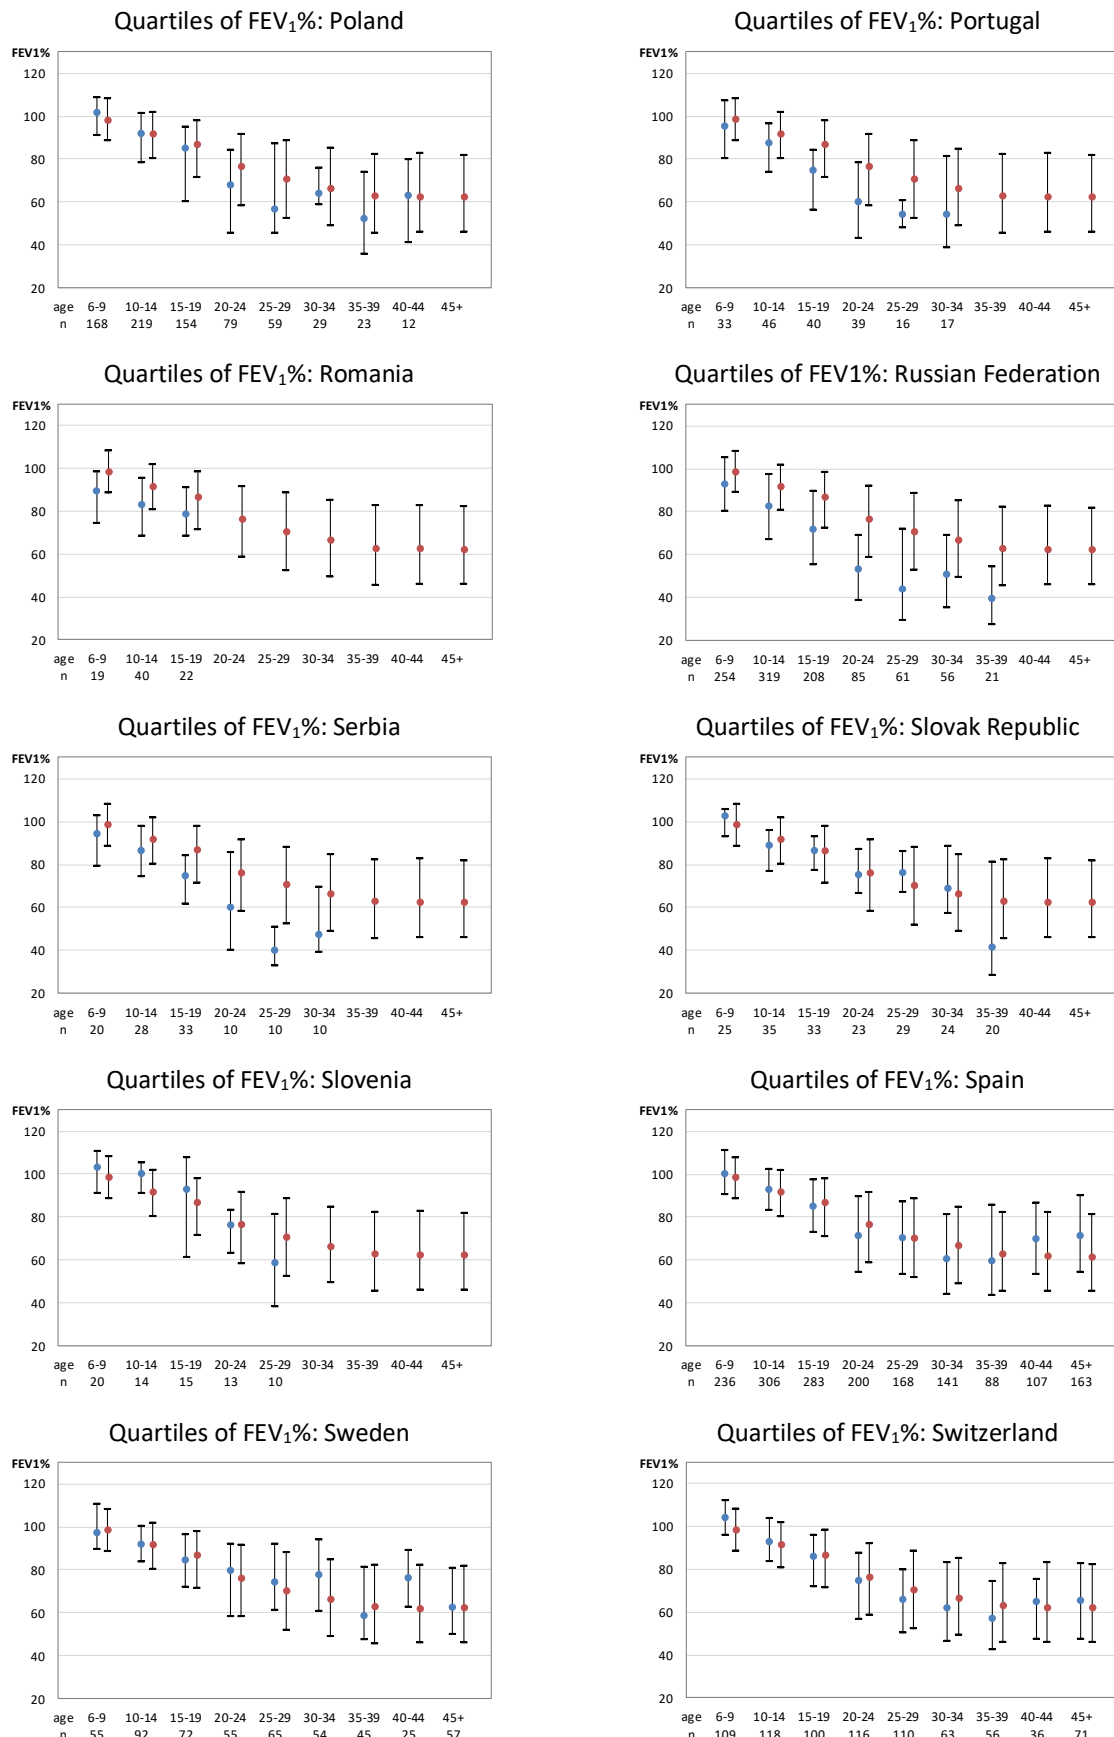 Quartiles of FEV₁%: Poland
FEV1%
120
100
80
60
40
20
age 6-9 10-14 15-19 20-24 25-29 30-34 35-39 40-44 45+
n 168 219 154 79 59 29 23 12
Quartiles of FEV₁%: Portugal
FEV1%
120
100
80
60
40
20
age 6-9 10-14 15-19 20-24 25-29 30-34 35-39 40-44 45+
n 33 46 40 39 16 17
Quartiles of FEV₁%: Romania
FEV1%
120
100
80
60
40
20
age 6-9 10-14 15-19 20-24 25-29 30-34 35-39 40-44 45+
n 19 40 22
Quartiles of FEV1%: Russian Federation
FEV1%
120
100
80
60
40
20
age 6-9 10-14 15-19 20-24 25-29 30-34 35-39 40-44 45+
n 254 319 208 85 61 56 21
Quartiles of FEV₁%: Serbia
FEV1%
120
100
80
60
40
20
age 6-9 10-14 15-19 20-24 25-29 30-34 35-39 40-44 45+
n 20 28 33 10 10 10
Quartiles of FEV₁%: Slovak Republic
FEV1%
120
100
80
60
40
20
age 6-9 10-14 15-19 20-24 25-29 30-34 35-39 40-44 45+
n 25 35 33 23 29 24 20
Quartiles of FEV₁%: Slovenia
FEV1%
120
100
80
60
40
20
age 6-9 10-14 15-19 20-24 25-29 30-34 35-39 40-44 45+
n 20 14 15 13 10
Quartiles of FEV₁%: Spain
FEV1%
120
100
80
60
40
20
age 6-9 10-14 15-19 20-24 25-29 30-34 35-39 40-44 45+
n 236 306 283 200 168 141 88 107 163
Quartiles of FEV₁%: Sweden
FEV1%
120
100
80
60
40
20
age 6-9 10-14 15-19 20-24 25-29 30-34 35-39 40-44 45+
n 55 92 72 55 65 54 45 25 57
Quartiles of FEV₁%: Switzerland
FEV1%
120
100
80
60
40
20
age 6-9 10-14 15-19 20-24 25-29 30-34 35-39 40-44 45+
n 109 118 100 116 110 63 56 36 71